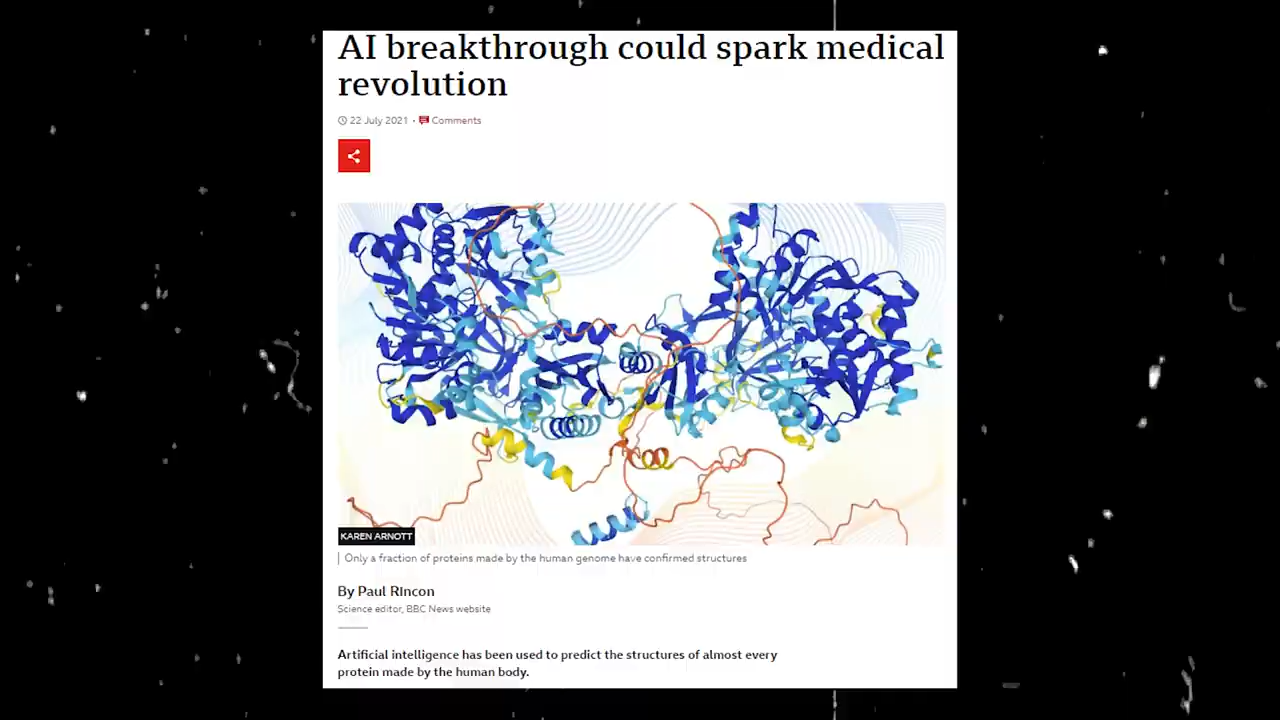 AI breakthrough could spark medical
revolution
22 July 2021 · Comments
KAREN ARNOTT
Only a fraction of proteins made by the human genome have confirmed structures
By Paul RIncon
Science editor, BBC News website
Artificial intelligence has been used to predict the structures of almost every
protein made by the human body.